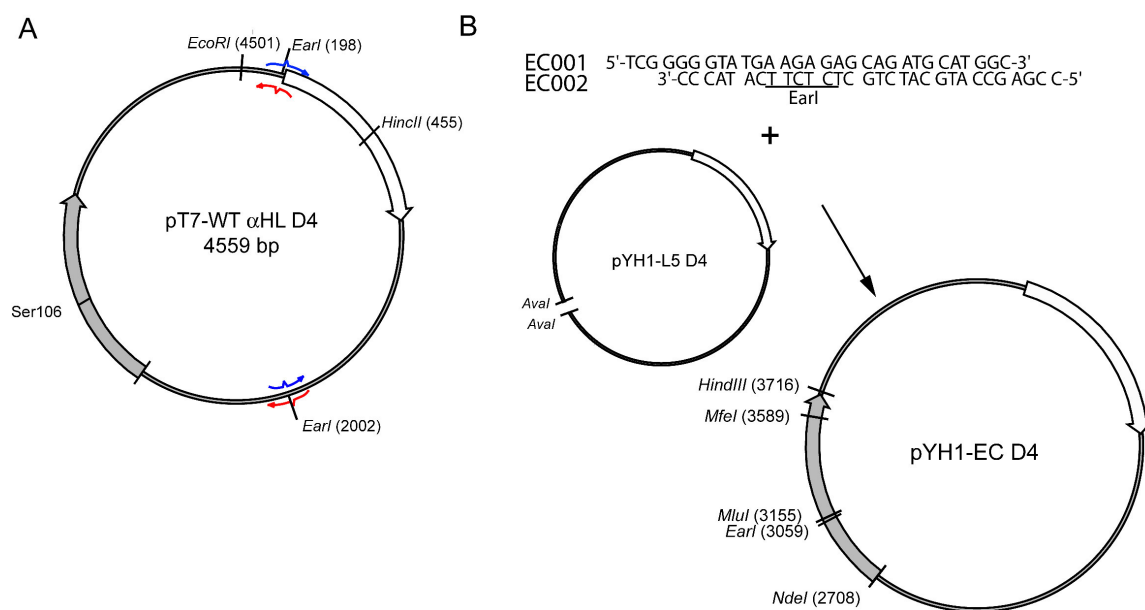 A
EcoRI (4501)
EarI (198)
HincII (455)
pT7-WT αHL D4
4559 bp
Ser106
EarI (2002)
B
EC001 5'-TCG GGG GTA TGA AGA GAG CAG ATG CAT GGC-3'
EC002 3'-CC CAT ACT TCT CTC GTC TAC GTA CCG AGC C-5'
EarI
+
pYH1-L5 D4
AvaI
AvaI
HindIII (3716)
MfeI (3589)
pYH1-EC D4
MluI (3155)
EarI (3059)
NdeI (2708)